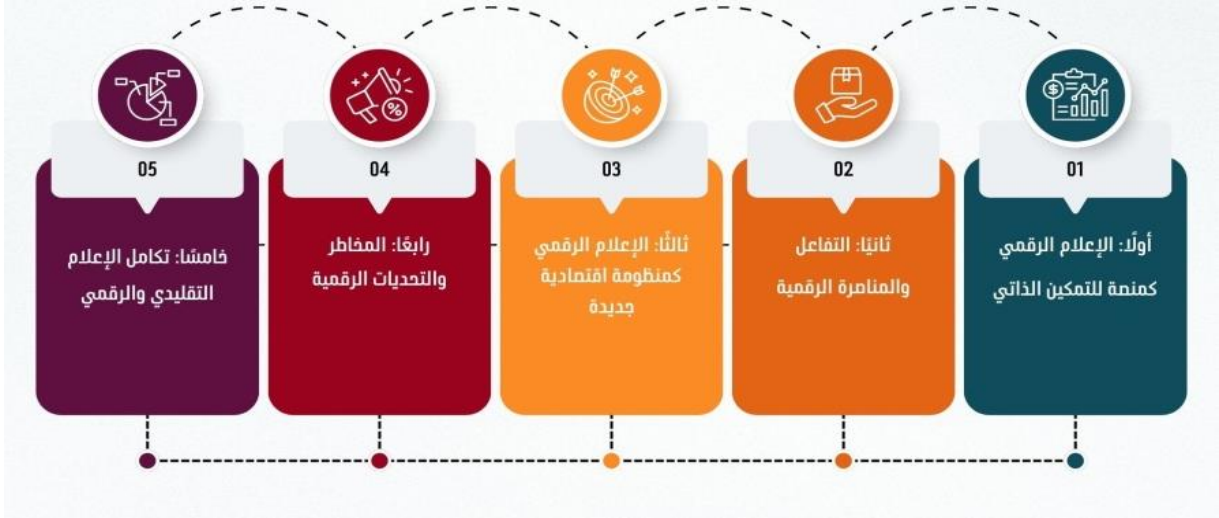 01
أولًا: الإعلام الرقمي
كمنصة للتمكين الذاتي
02
ثانيًا: التفاعل
والمناصرة الرقمية
03
ثالثًا: الإعلام الرقمي
كمنظومة اقتصادية
جديدة
04
رابعًا: المخاطر
والتحديات الرقمية
05
خامسًا: تكامل الإعلام
التقليدي والرقمي